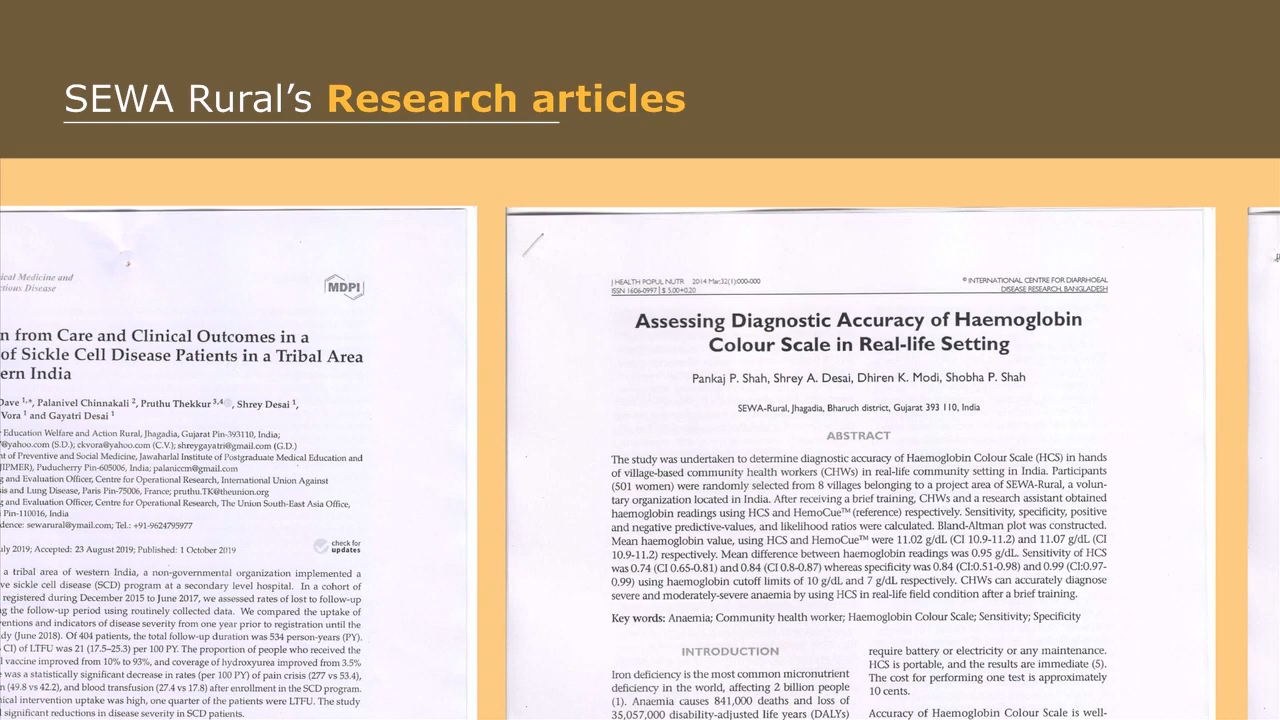 SEWA Rural’s Research articles
ical Medicine and
tious Disease
MDPI
n from Care and Clinical Outcomes in a
of Sickle Cell Disease Patients in a Tribal Area
ern India
Dave 1,*, Palanivel Chinnakali 2, Pruthu Thekkur 3,4, Shrey Desai 1,
Vora 1 and Gayatri Desai 1
Education Welfare and Action Rural, Jhagadia, Gujarat Pin-393110, India;
@yahoo.com (S.D.); ckvora@yahoo.com (C.V.); shreygayatri@gmail.com (G.D.)
nt of Preventive and Social Medicine, Jawaharlal Institute of Postgraduate Medical Education and
(JIPMER), Puducherry Pin-605006, India; palaniccm@gmail.com
g and Evaluation Officer, Centre for Operational Research, International Union Against
sis and Lung Disease, Paris Pin-75006, France; pruthu.TK@theunion.org
g and Evaluation Officer, Centre for Operational Research, The Union South-East Asia Office,
i Pin-110016, India
dence: sewarural@ymail.com; Tel.: +91-9624795977
uly 2019; Accepted: 23 August 2019; Published: 1 October 2019
check for
updates
a tribal area of western India, a non-governmental organization implemented a
ve sickle cell disease (SCD) program at a secondary level hospital. In a cohort of
registered during December 2015 to June 2017, we assessed rates of lost to follow-up
g the follow-up period using routinely collected data. We compared the uptake of
ventions and indicators of disease severity from one year prior to registration until the
dy (June 2018). Of 404 patients, the total follow-up duration was 534 person-years (PY).
CI) of LTFU was 21 (17.5–25.3) per 100 PY. The proportion of people who received the
l vaccine improved from 10% to 93%, and coverage of hydroxyurea improved from 3.5%
was a statistically significant decrease in rates (per 100 PY) of pain crisis (277 vs 53.4),
n (49.8 vs 42.2), and blood transfusion (27.4 vs 17.8) after enrollment in the SCD program.
ical intervention uptake was high, one quarter of the patients were LTFU. The study
significant reductions in disease severity in SCD patients.
J HEALTH POPUL NUTR 2014 Mar;32(1):000-000
ISSN 1606-0997 | $ 5.00+0.20
© INTERNATIONAL CENTRE FOR DIARRHOEAL
DISEASE RESEARCH, BANGLADESH
Assessing Diagnostic Accuracy of Haemoglobin
Colour Scale in Real-life Setting
Pankaj P. Shah, Shrey A. Desai, Dhiren K. Modi, Shobha P. Shah
SEWA-Rural, Jhagadia, Bharuch district, Gujarat 393 110, India
ABSTRACT
The study was undertaken to determine diagnostic accuracy of Haemoglobin Colour Scale (HCS) in hands
of village-based community health workers (CHWs) in real-life community setting in India. Participants
(501 women) were randomly selected from 8 villages belonging to a project area of SEWA-Rural, a volun-
tary organization located in India. After receiving a brief training, CHWs and a research assistant obtained
haemoglobin readings using HCS and HemoCue™ (reference) respectively. Sensitivity, specificity, positive
and negative predictive-values, and likelihood ratios were calculated. Bland-Altman plot was constructed.
Mean haemoglobin value, using HCS and HemoCue™ were 11.02 g/dL (CI 10.9-11.2) and 11.07 g/dL (CI
10.9-11.2) respectively. Mean difference between haemoglobin readings was 0.95 g/dL. Sensitivity of HCS
was 0.74 (CI 0.65-0.81) and 0.84 (CI 0.8-0.87) whereas specificity was 0.84 (CI:0.51-0.98) and 0.99 (CI:0.97-
0.99) using haemoglobin cutoff limits of 10 g/dL and 7 g/dL respectively. CHWs can accurately diagnose
severe and moderately-severe anaemia by using HCS in real-life field condition after a brief training.
Key words: Anaemia; Community health worker; Haemoglobin Colour Scale; Sensitivity; Specificity
INTRODUCTION
Iron deficiency is the most common micronutrient
deficiency in the world, affecting 2 billion people
(1). Anaemia causes 841,000 deaths and loss of
35,057,000 disability-adjusted life years (DALYs)
require battery or electricity or any maintenance.
HCS is portable, and the results are immediate (5).
The cost for performing one test is approximately
10 cents.
Accuracy of Haemoglobin Colour Scale is well-